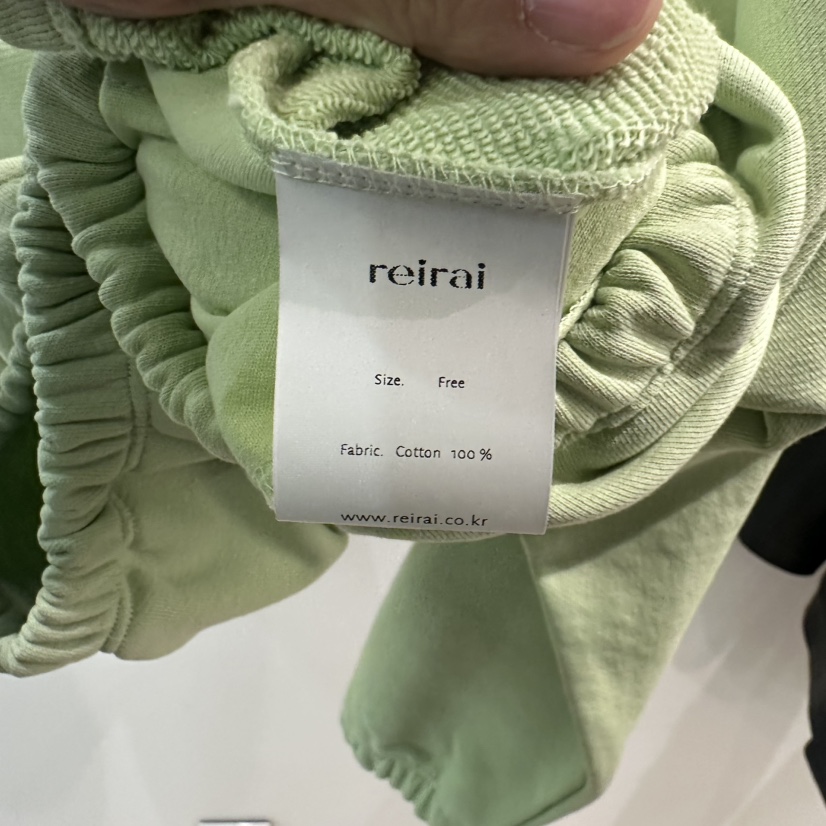 reirai
Size. Free
Fabric. Cotton 100 %
www.reirai.co.kr